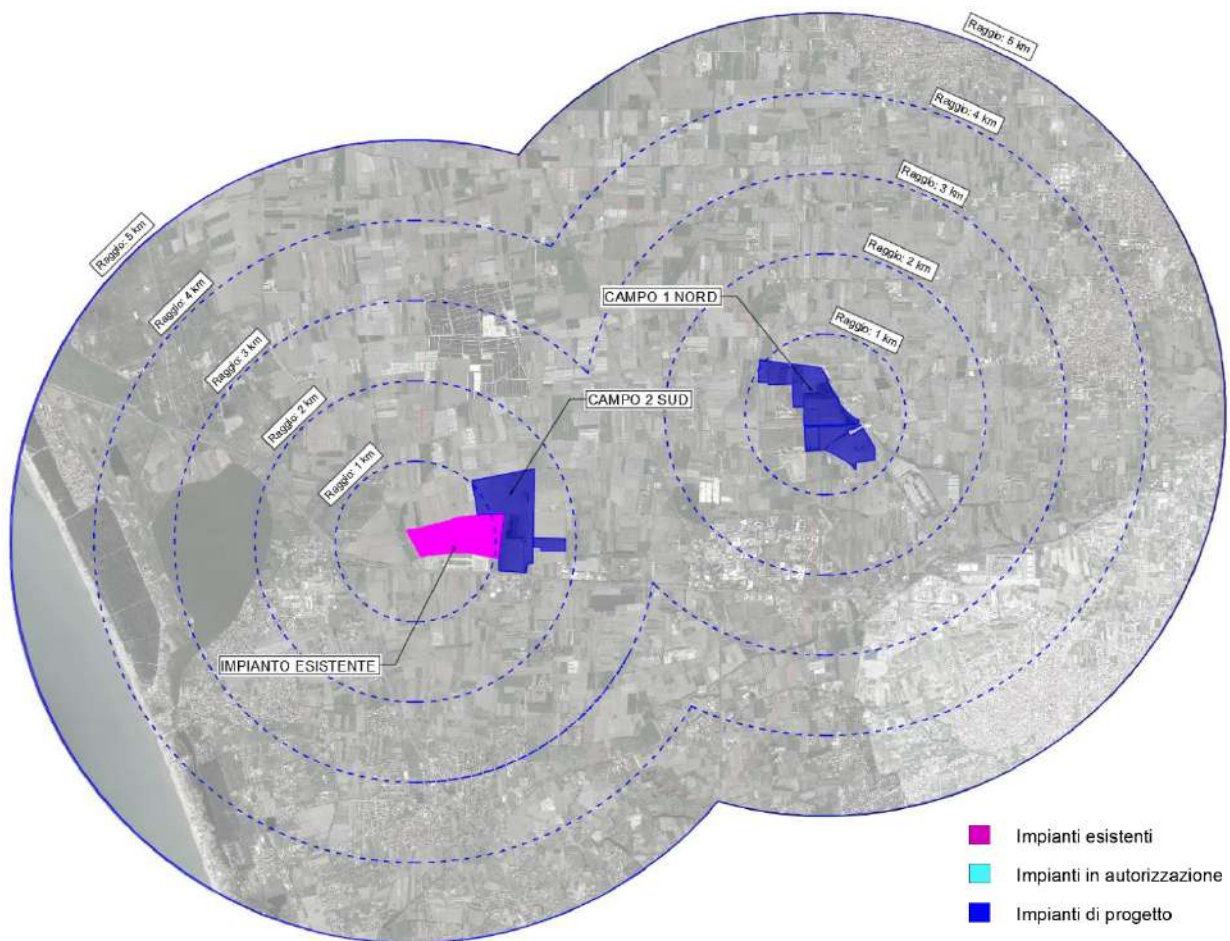 Raggio: 5 km
Raggio: 4 km
Raggio: 3 km
Raggio: 2 km
CAMPO 1 NORD
Raggio: 1 km
Raggio: 5 km
Raggio: 4 km
Raggio: 3 km
Raggio: 2 km
CAMPO 2 SUD
Raggio: 1 km
IMPIANTO ESISTENTE
Impianti esistenti
Impianti in autorizzazione
Impianti di progetto